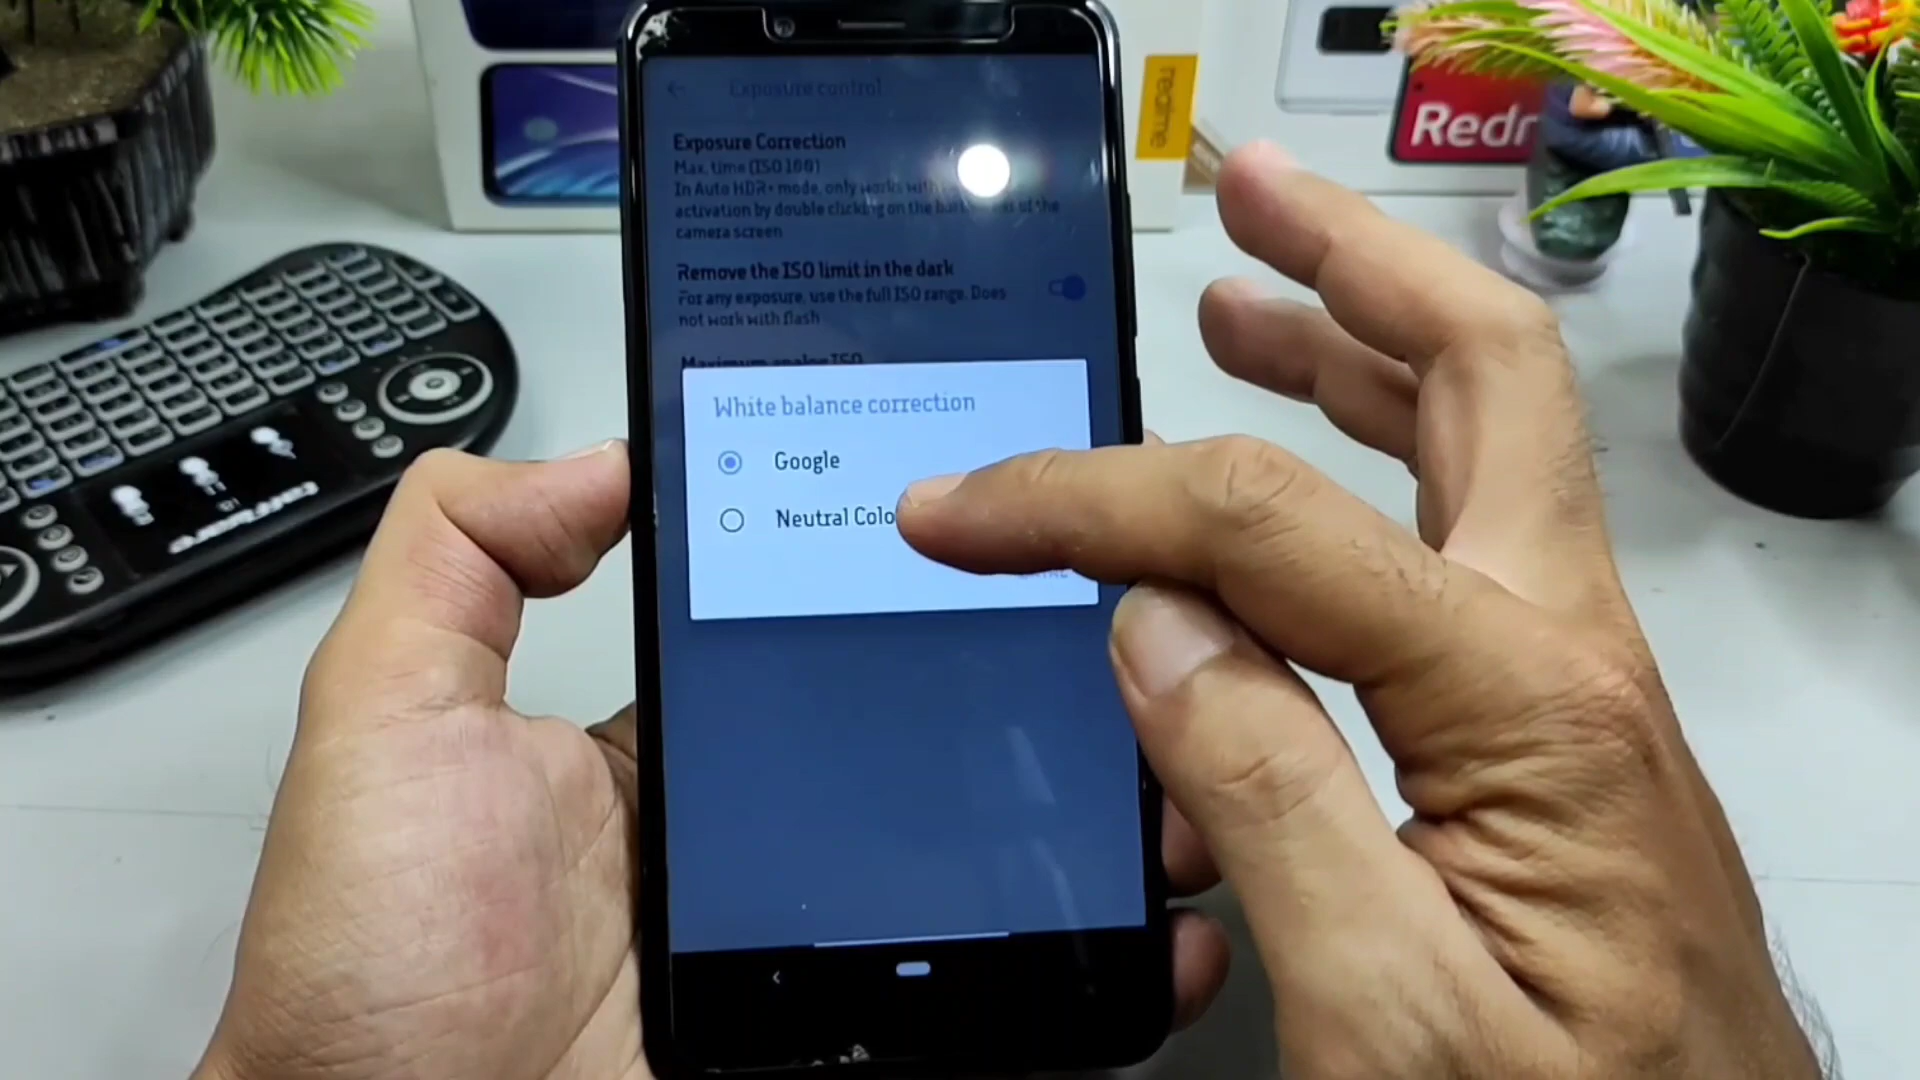 Exposure control
Exposure Correction
Max. time (ISO 100)
In Auto HDR+ mode, only works with
activation by double clicking on the of the
camera screen
Remove the ISO limit in the dark
For any exposure, use the full ISO range. Does
not work with flash
Maximum analog ISO
White balance correction
Google
Neutral Colo
realme
Redm